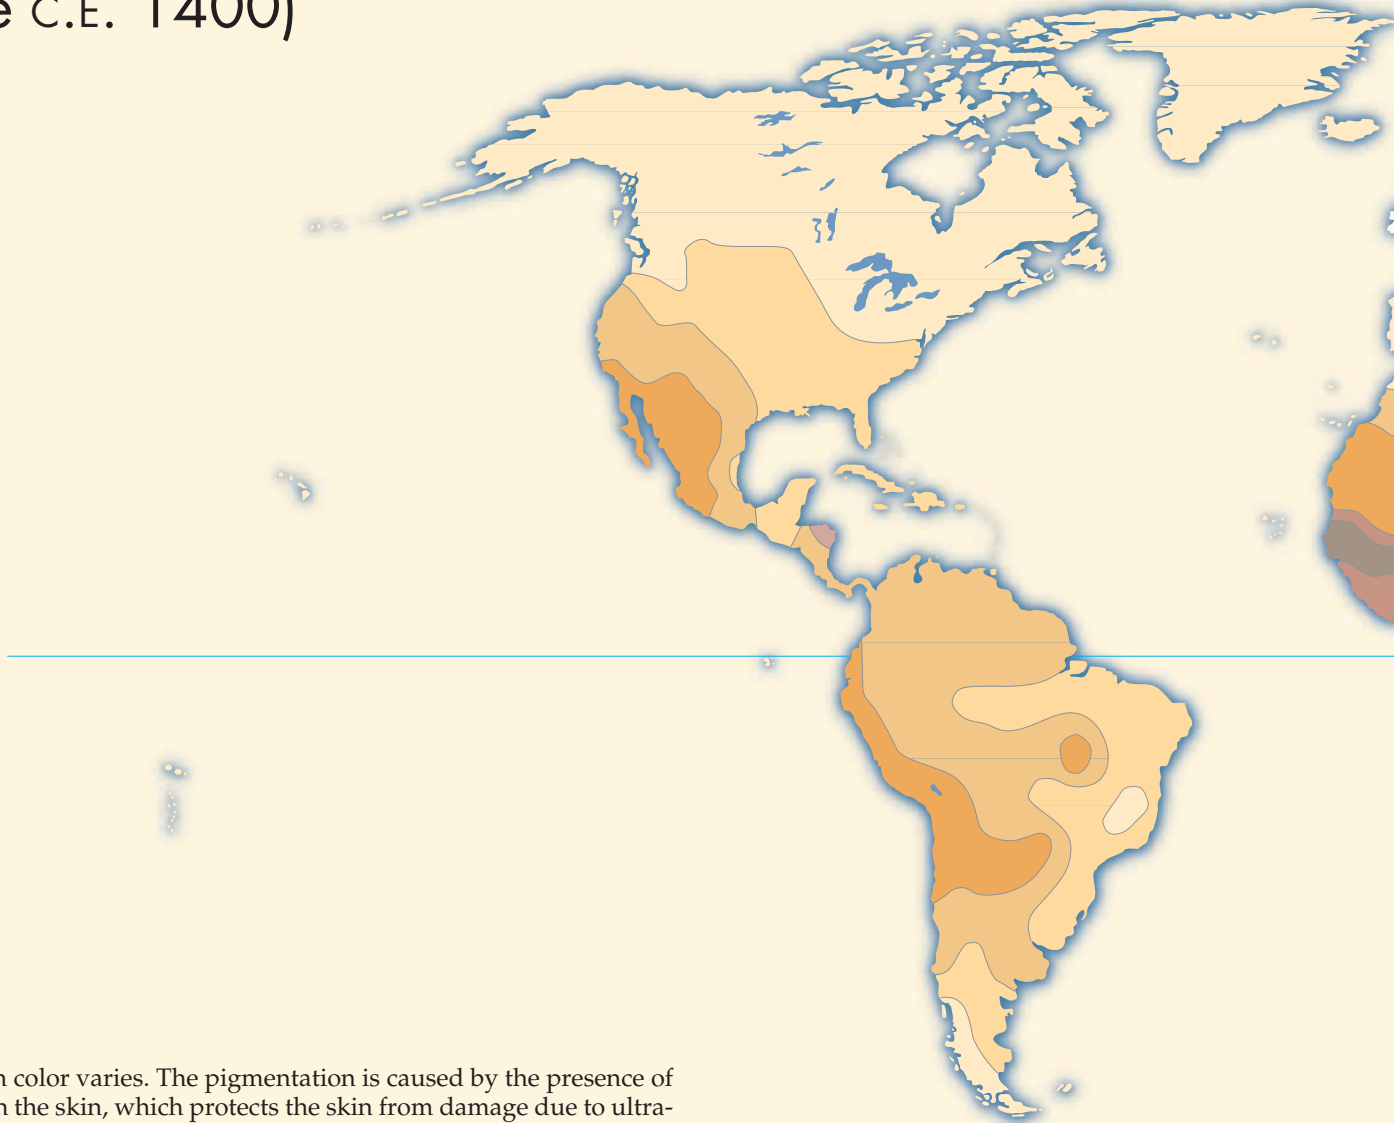 e C.E. 1400)
n color varies. The pigmentation is caused by the presence of
n the skin, which protects the skin from damage due to ultra-